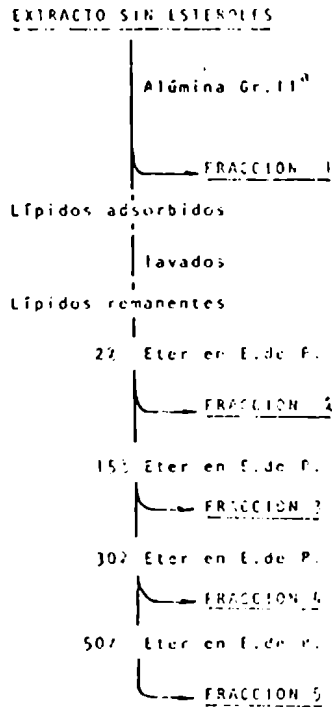 EXTRACTO SIN ESTEROLES
Alúmina Gr.IIª
FRACCION 1
Lípidos adsorbidos
lavados
Lípidos remanentes
2% Eter en E.de P.
FRACCION 2
15% Eter en E.de P.
FRACCION 3
30% Eter en E.de P.
FRACCION 4
50% Eter en E.de P.
FRACCION 5